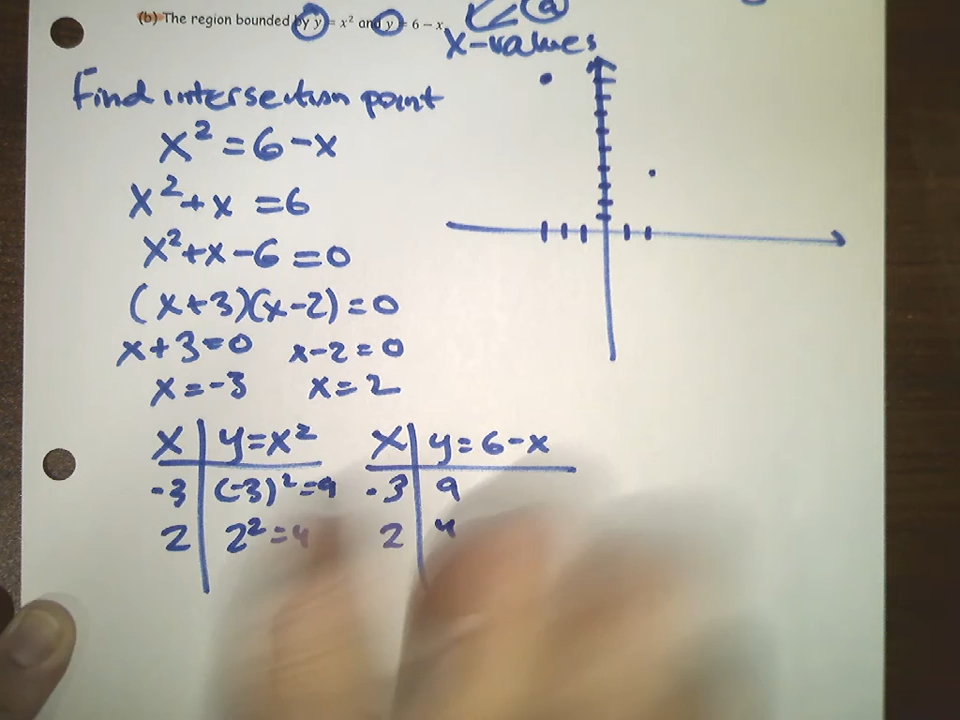 (b) The region bounded by y = x² and y = 6 – x
x-values
Find intersection point
x² = 6 - x
x² + x = 6
x² + x - 6 = 0
(x + 3)(x - 2) = 0
x + 3 = 0 x - 2 = 0
x = -3 x = 2
x | y = x² x | y = 6 - x
-3 | (-3)² = 9 -3 | 9
2 | 2² = 4 2 | 4